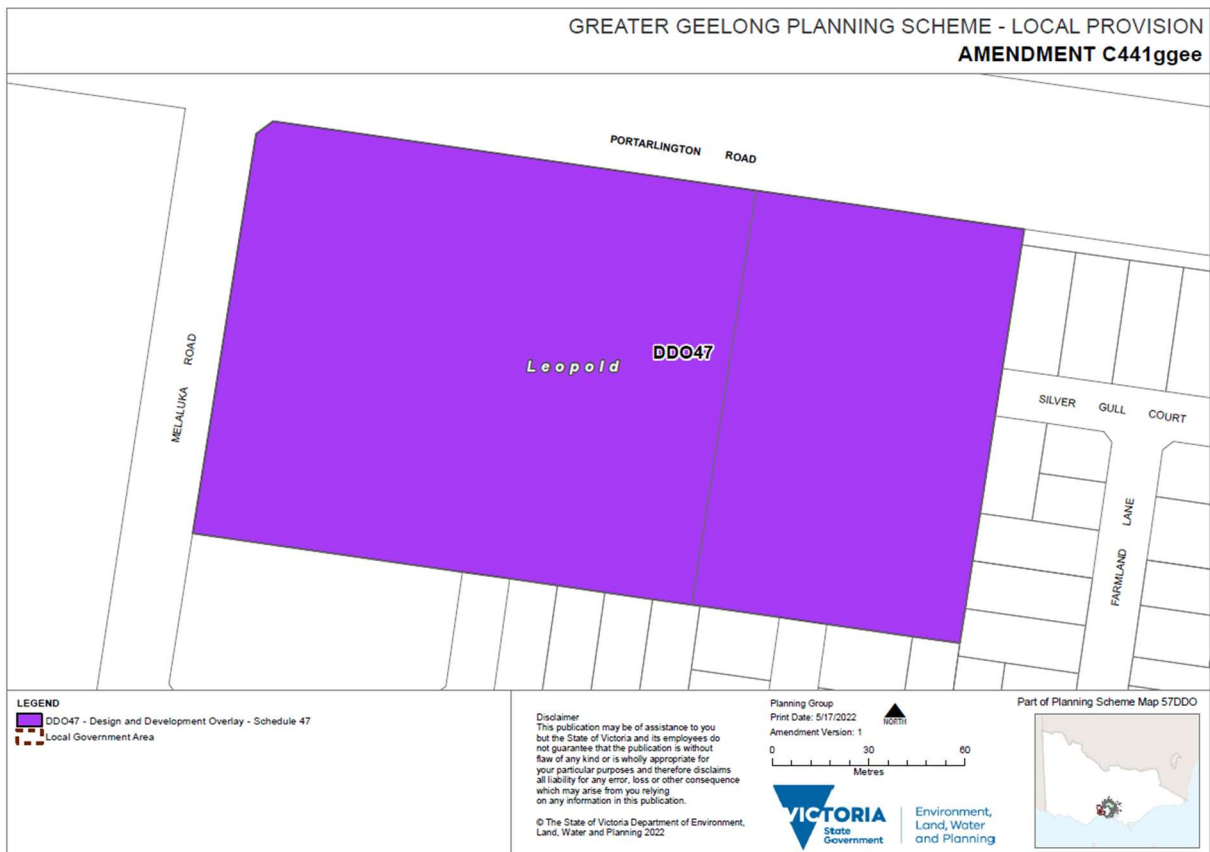 GREATER GEELONG PLANNING SCHEME - LOCAL PROVISION
AMENDMENT C441ggee
PORTARLINGTON ROAD
MELALUKA ROAD
Leopold
DDO47
SILVER GULL COURT
FARMLAND LANE
LEGEND
DDO47 - Design and Development Overlay - Schedule 47
Local Government Area
Disclaimer
This publication may be of assistance to you
but the State of Victoria and its employees do
not guarantee that the publication is without
flaw of any kind or is wholly appropriate for
your particular purposes and therefore disclaims
all liability for any error, loss or other consequence
which may arise from you relying
on any information in this publication.
© The State of Victoria Department of Environment,
Land, Water and Planning 2022
Planning Group
Print Date: 5/17/2022
Amendment Version: 1
NORTH
0 30 60
Metres
VICTORIA
State
Government
Environment,
Land, Water
and Planning
Part of Planning Scheme Map 57DDO